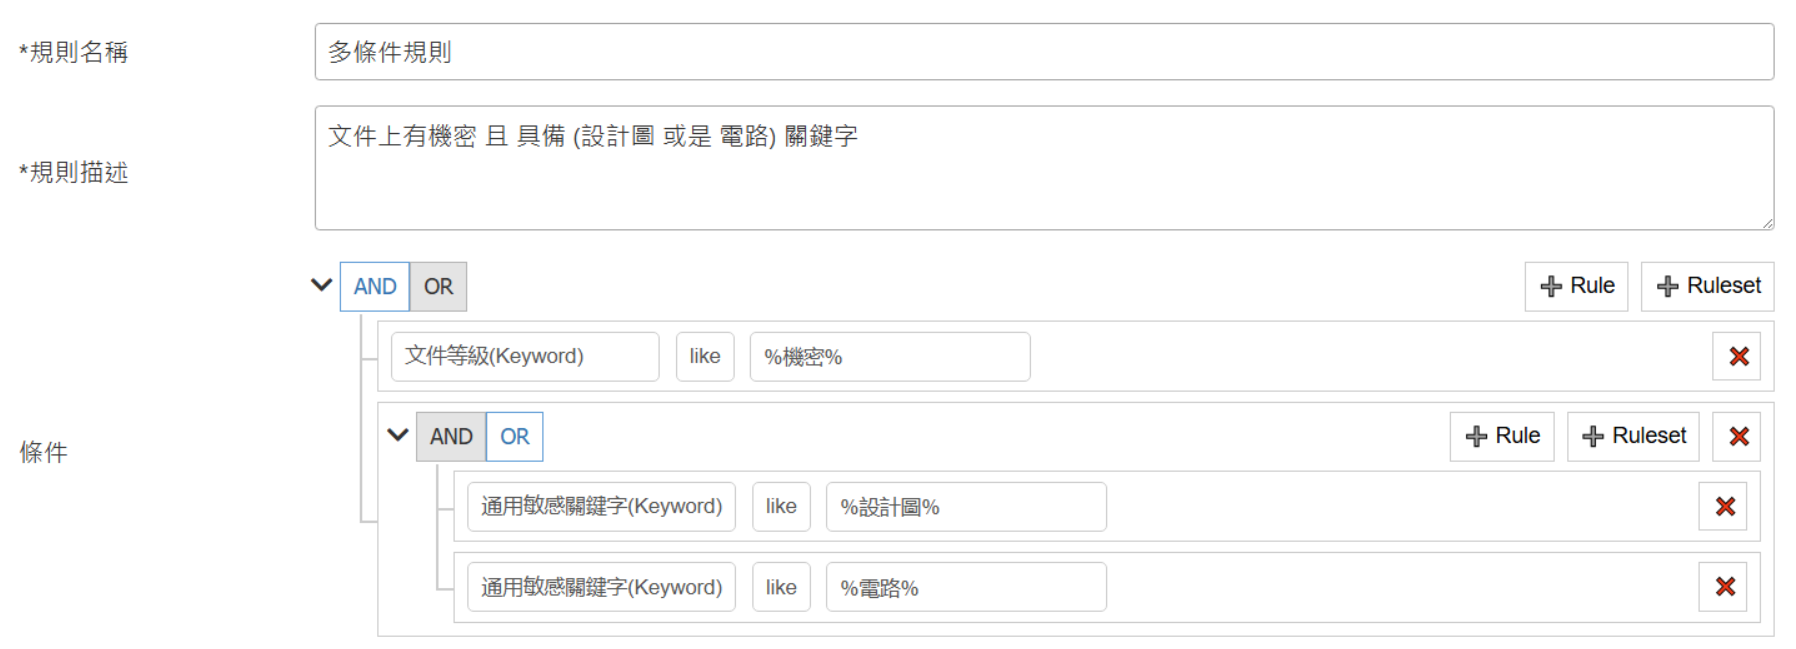 *規則名稱
多條件規則
*規則描述
文件上有機密 且 具備 (設計圖 或是 電路) 關鍵字
條件
AND OR Rule Ruleset
文件等級(Keyword) like %機密%
AND OR Rule Ruleset
通用敏感關鍵字(Keyword) like %設計圖%
通用敏感關鍵字(Keyword) like %電路%